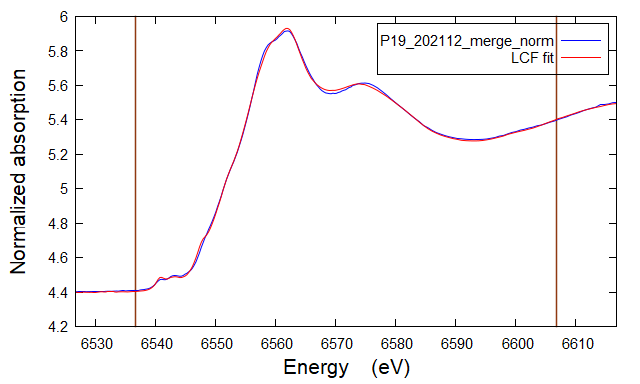 6
5.8
5.6
5.4
5.2
5
4.8
4.6
4.4
4.2
Normalized absorption
P19_202112_merge_norm
LCF fit
6530 6540 6550 6560 6570 6580 6590 6600 6610
Energy (eV)